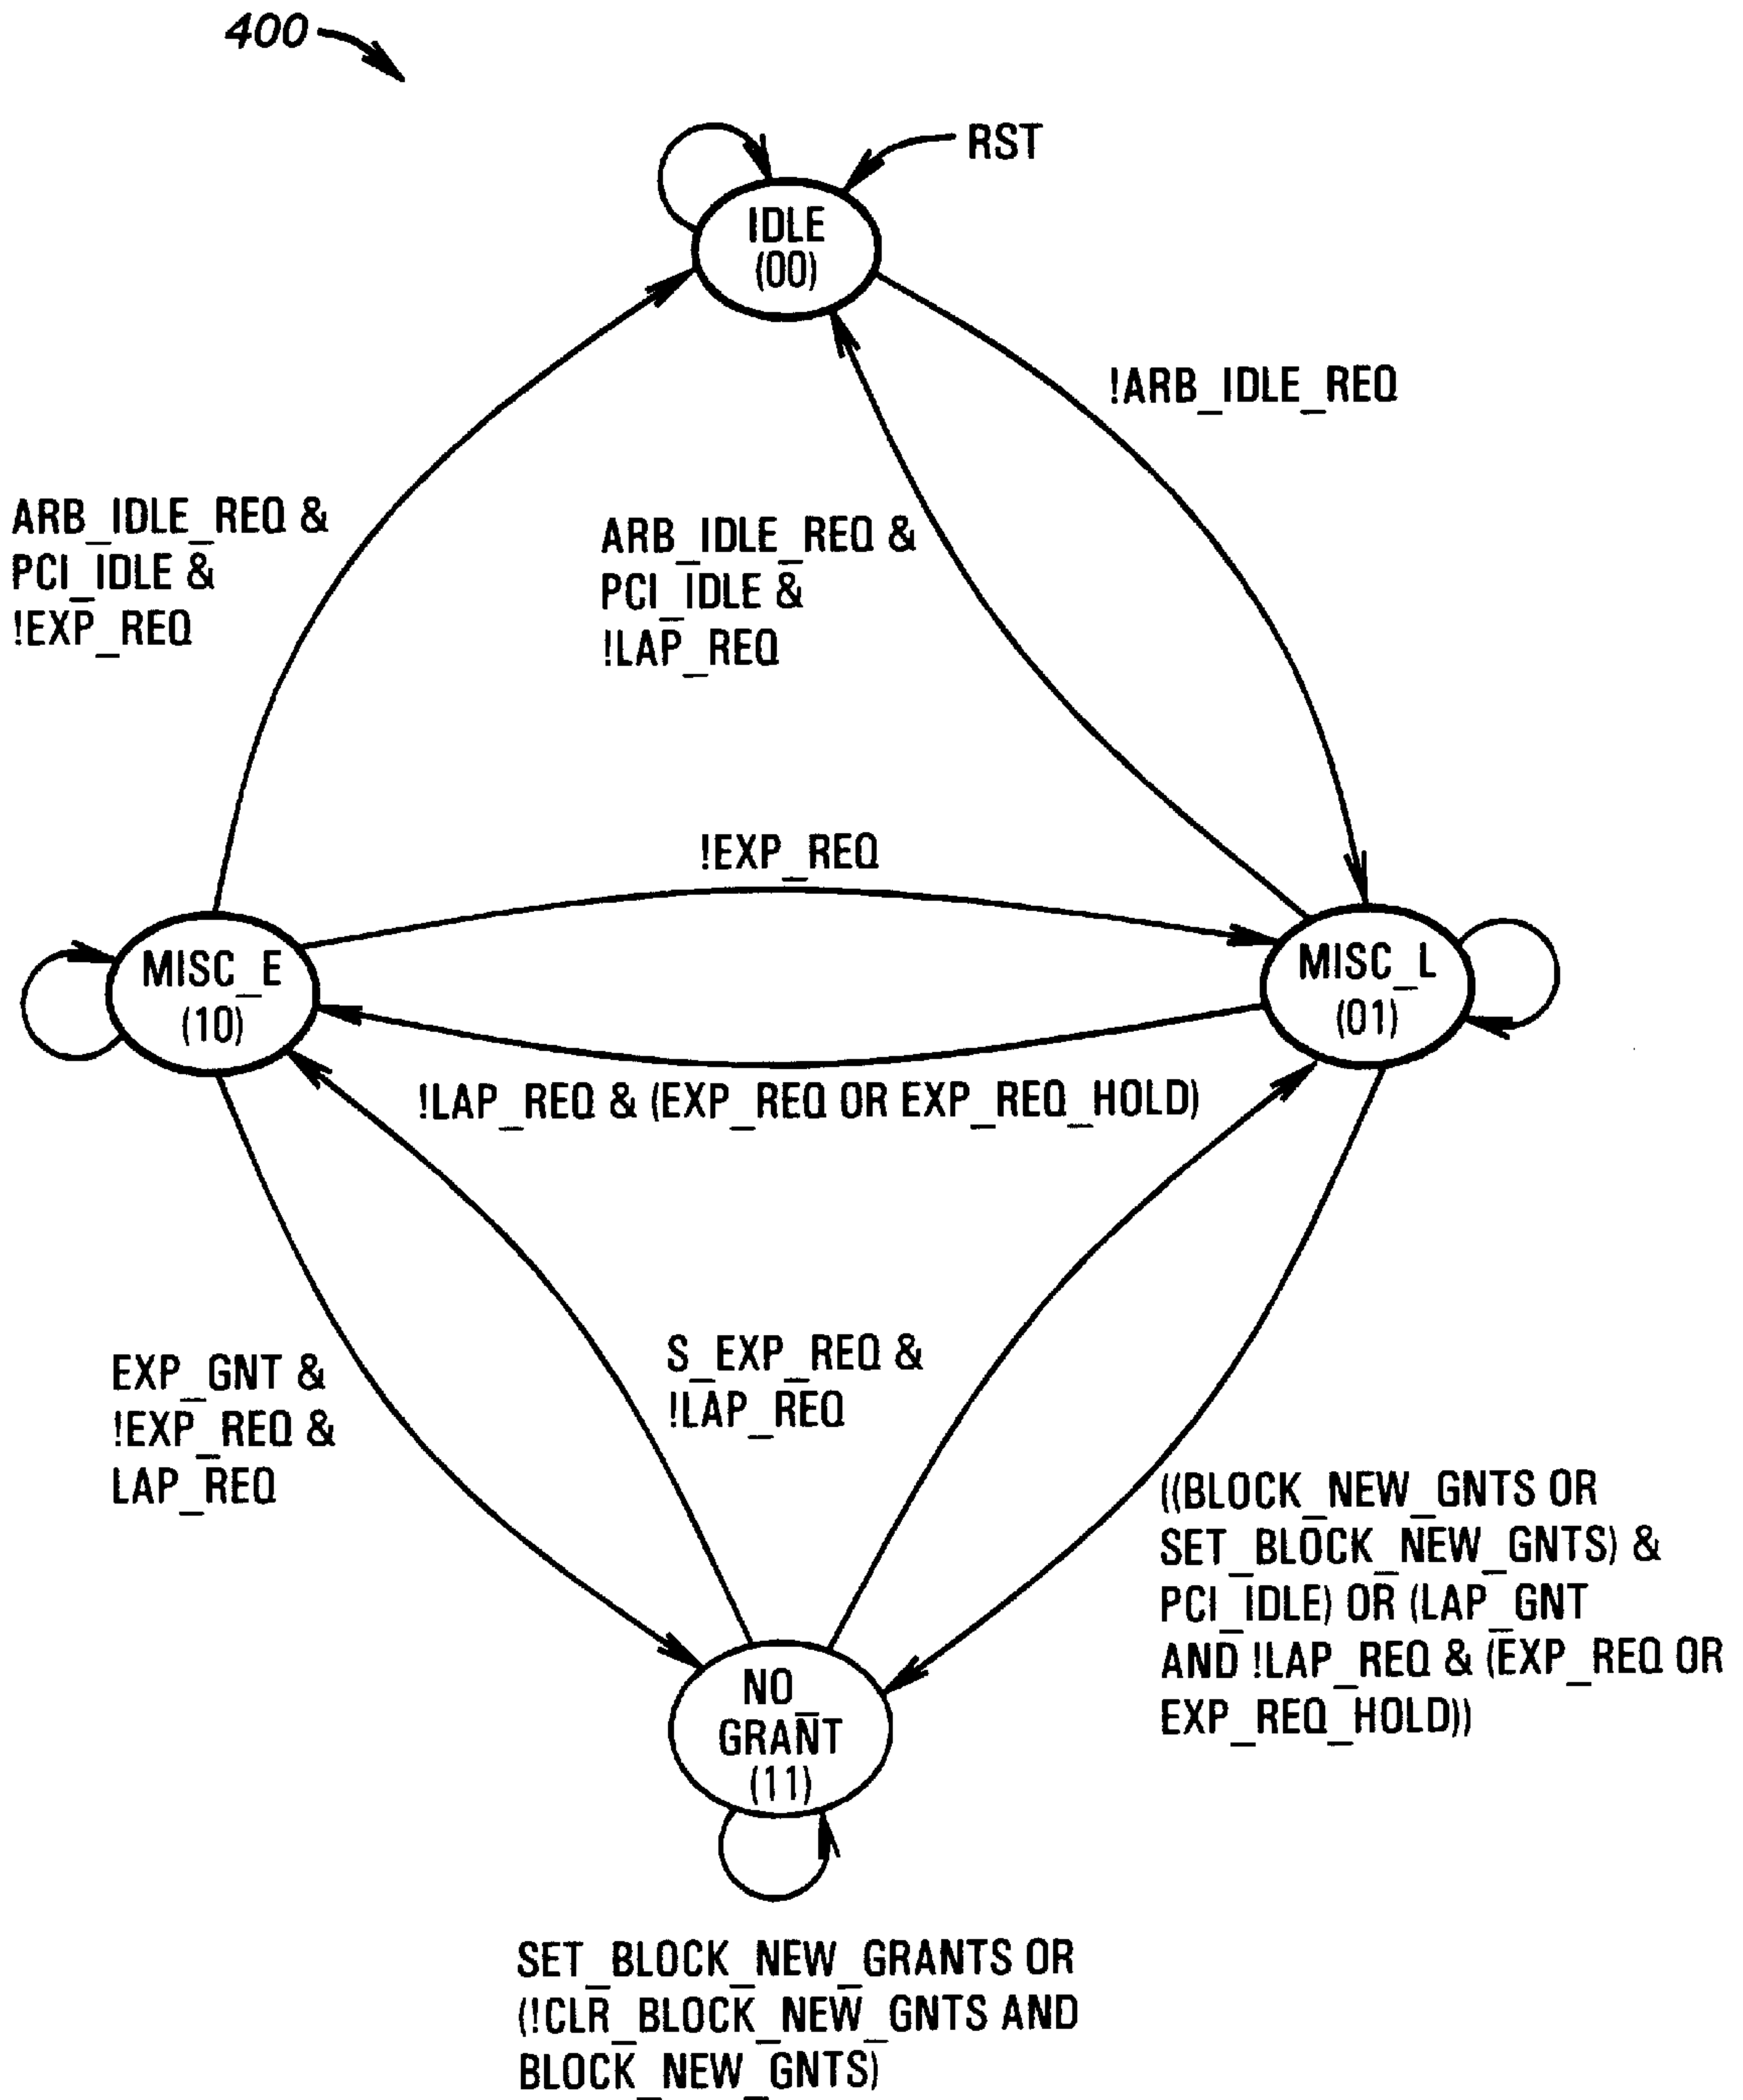 400
RST
IDLE
(00)
!ARB_IDLE_REQ
ARB_IDLE_REQ &
PCI_IDLE &
!EXP_REQ
ARB_IDLE_REQ &
PCI_IDLE &
!LAP_REQ
!EXP_REQ
MISC_E
(10)
MISC_L
(01)
!LAP_REQ & (EXP_REQ OR EXP_REQ_HOLD)
EXP_GNT &
!EXP_REQ &
LAP_REQ
S_EXP_REQ &
!LAP_REQ
((BLOCK_NEW_GNTS OR
SET_BLOCK_NEW_GNTS) &
PCI_IDLE) OR (LAP_GNT
AND !LAP_REQ & (EXP_REQ OR
EXP_REQ_HOLD))
NO_
GRANT
(11)
SET_BLOCK_NEW_GRANTS OR
(!CLR_BLOCK_NEW_GNTS AND
BLOCK_NEW_GNTS)